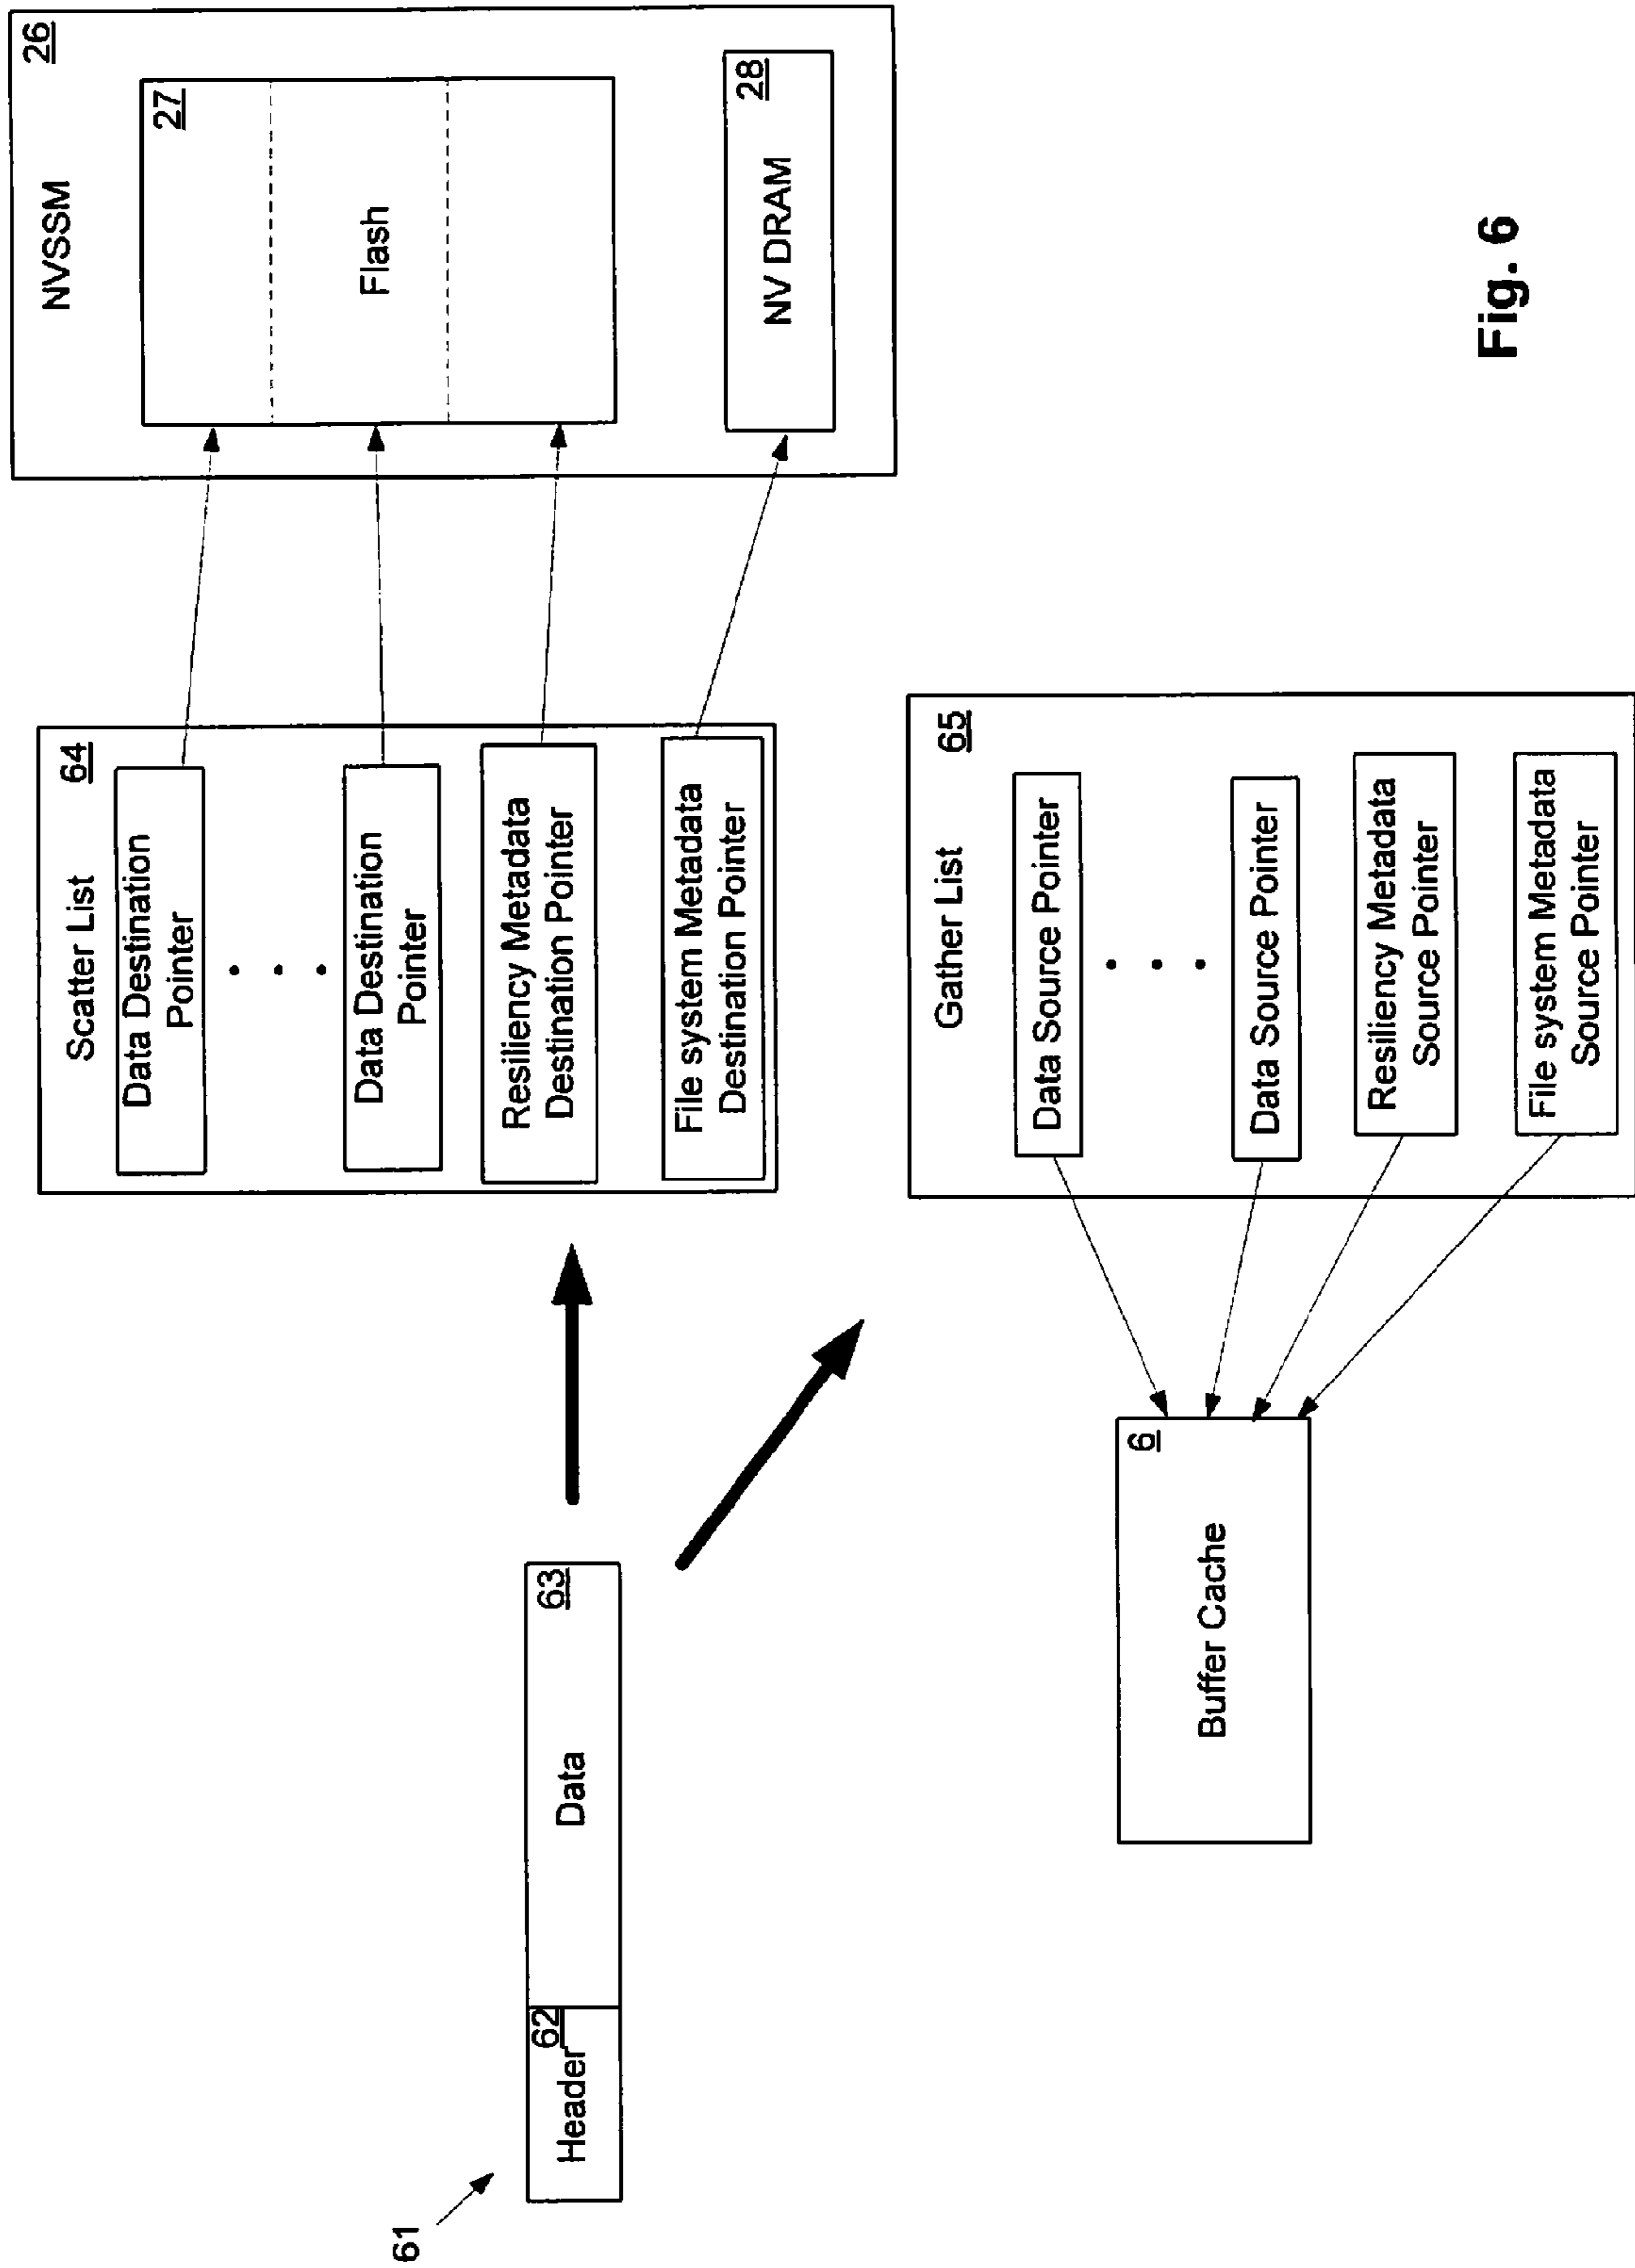 61
Header
62
Data
63
Scatter List
64
Data Destination
Pointer
Data Destination
Pointer
Resiliency Metadata
Destination Pointer
File system Metadata
Destination Pointer
NVSSM
26
27
Flash
NV DRAM
28
Buffer Cache
6
Gather List
65
Data Source Pointer
Data Source Pointer
Resiliency Metadata
Source Pointer
File system Metadata
Source Pointer
Fig. 6